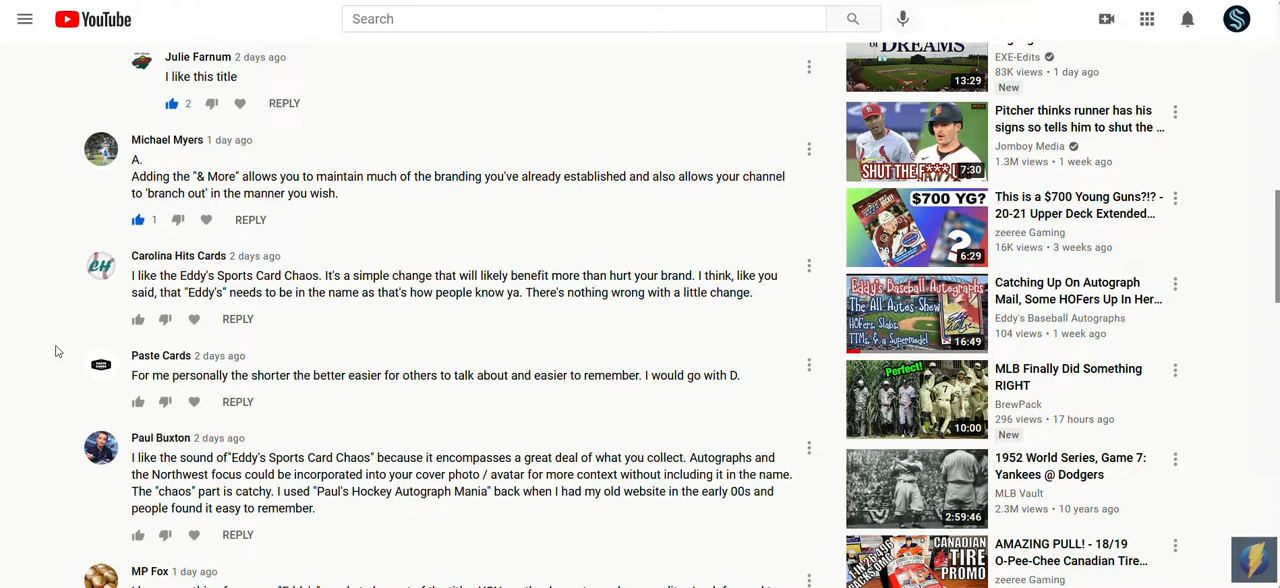 YouTube
Search
Julie Farnum 2 days ago
I like this title
2 REPLY
Michael Myers 1 day ago
A.
Adding the "& More allows you to maintain much of the branding you've already established and also allows your channel
to 'branch out' in the manner you wish.
1 REPLY
Carolina Hits Cards 2 days ago
I like the Eddy's Sports Card Chaos. It's a simple change that will likely benefit more than hurt your brand. I think, like you
said, that "Eddy's" needs to be in the name as that's how people know ya. There's nothing wrong with a little change.
REPLY
Paste Cards 2 days ago
For me personally the shorter the better easier for others to talk about and easier to remember. I would go with D.
REPLY
Paul Buxton 2 days ago
I like the sound of"Eddy's Sports Card Chaos" because it encompasses a great deal of what you collect. Autographs and
the Northwest focus could be incorporated into your cover photo / avatar for more context without including it in the name.
The "chaos" part is catchy. I used "Paul's Hockey Autograph Mania" back when I had my old website in the early 00s and
people found it easy to remember.
REPLY
MP Fox 1 day ago
OF DREAMS
13:29
EXE-Edits
83K views • 1 day ago
New
SHUT THE F***
7:30
Pitcher thinks runner has his
signs so tells him to shut the ...
Jomboy Media
1.3M views • 1 week ago
$700 YG?
?
6:29
This is a $700 Young Guns?!? -
20-21 Upper Deck Extended...
zeeree Gaming
16K views • 3 weeks ago
Eddy's Baseball Autographs
The All Autos Show
HOFers, Slabs,
TTMs, & a Supermodel
16:49
Catching Up On Autograph
Mail, Some HOFers Up In Her...
Eddy's Baseball Autographs
104 views • 1 week ago
Perfect!
10:00
MLB Finally Did Something
RIGHT
BrewPack
296 views • 17 hours ago
New
2:59:46
1952 World Series, Game 7:
Yankees @ Dodgers
MLB Vault
2.3M views • 10 years ago
CANADIAN
TIRE
PROMO
AMAZING PULL! - 18/19
O-Pee-Chee Canadian Tire...
zeeree Gaming